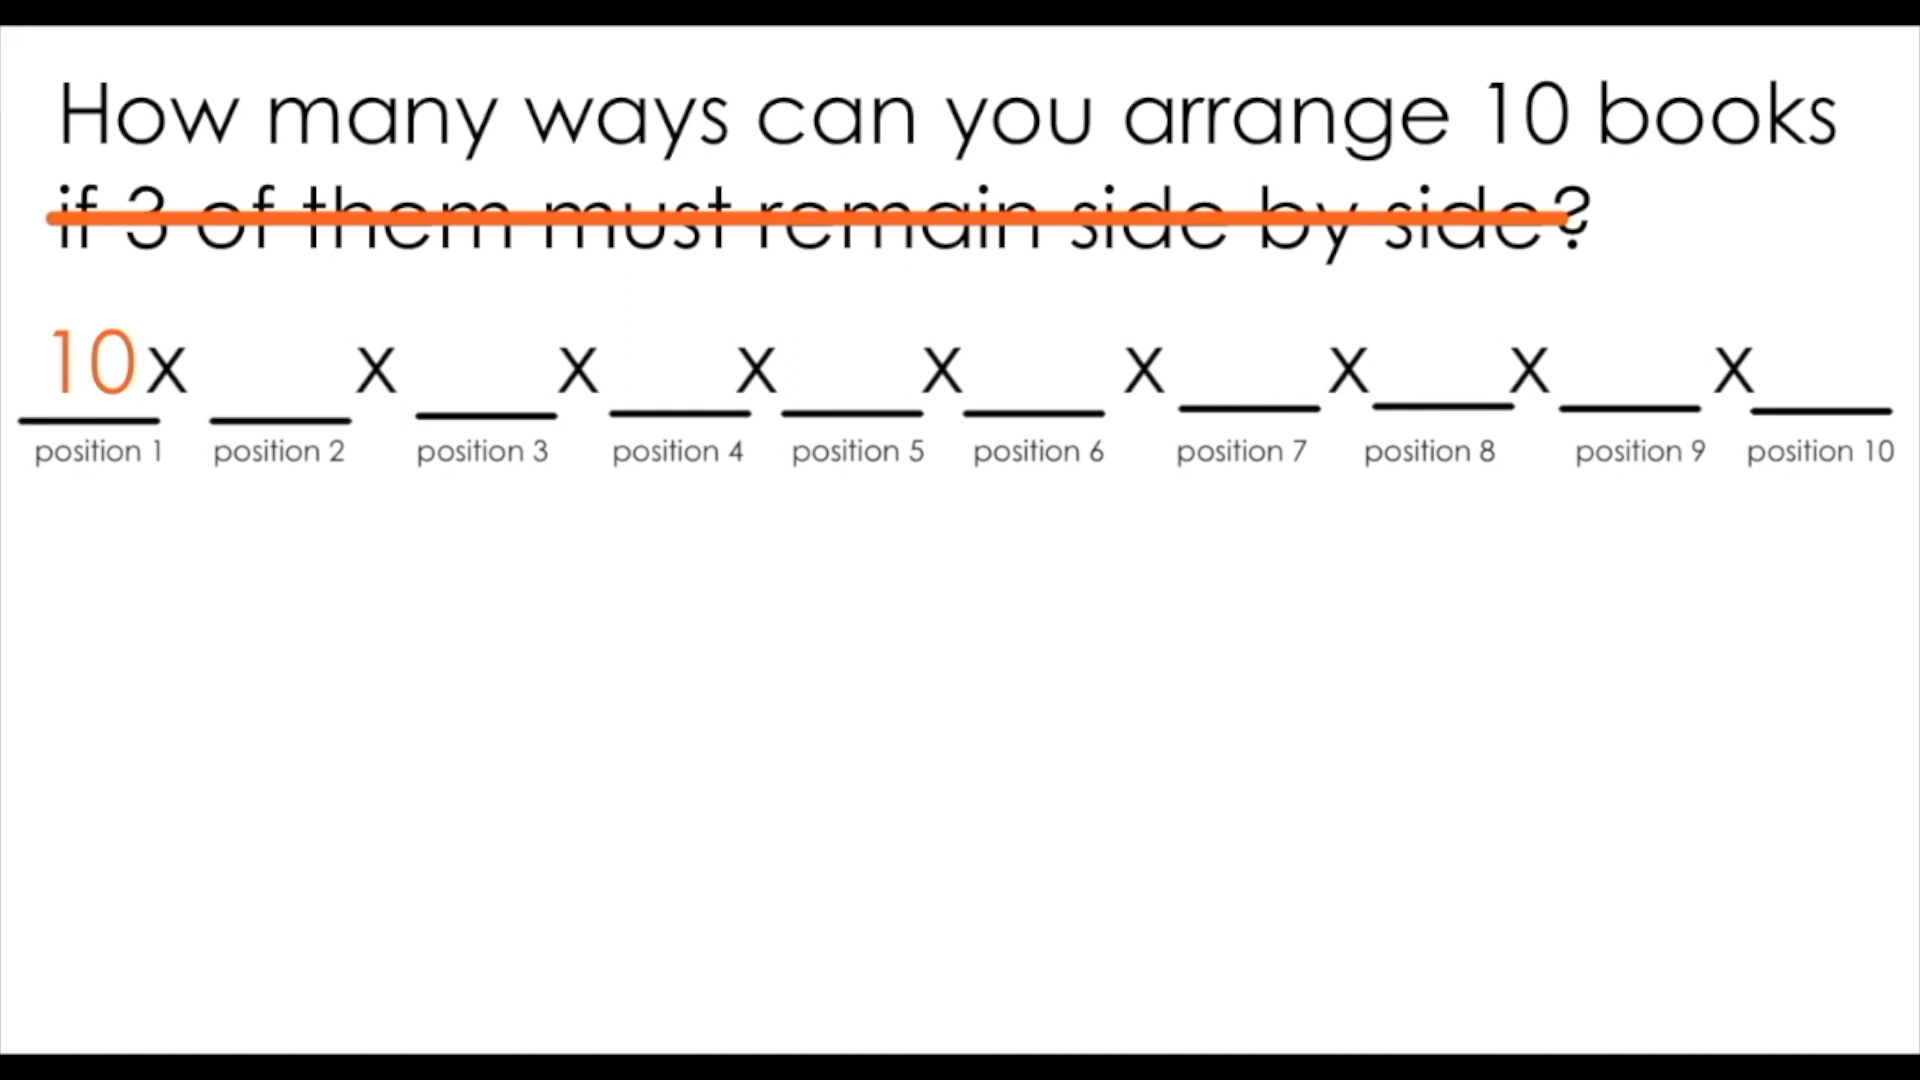 How many ways can you arrange 10 books
if 3 of them must remain side by side?
10 x x x x x x x x x
position 1 position 2 position 3 position 4 position 5 position 6 position 7 position 8 position 9 position 10